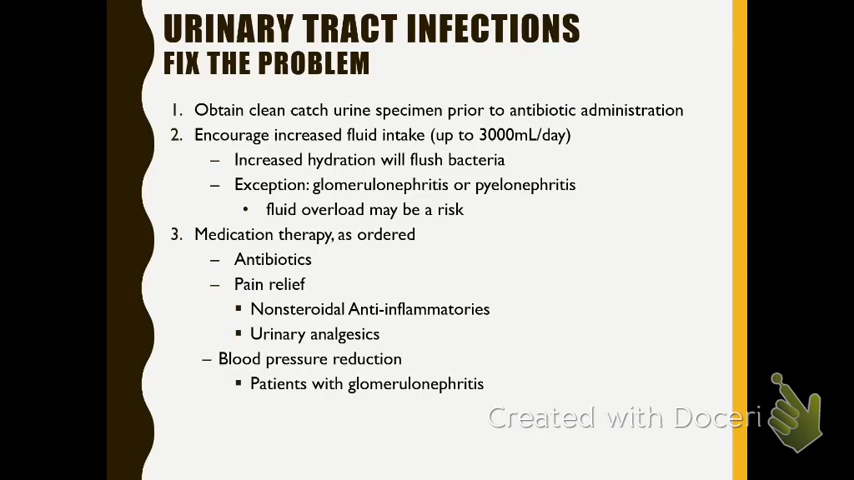 URINARY TRACT INFECTIONS
FIX THE PROBLEM
1. Obtain clean catch urine specimen prior to antibiotic administration
2. Encourage increased fluid intake (up to 3000mL/day)
– Increased hydration will flush bacteria
– Exception: glomerulonephritis or pyelonephritis
• fluid overload may be a risk
3. Medication therapy, as ordered
– Antibiotics
– Pain relief
▪ Nonsteroidal Anti-inflammatories
▪ Urinary analgesics
– Blood pressure reduction
▪ Patients with glomerulonephritis
Created with Doceri